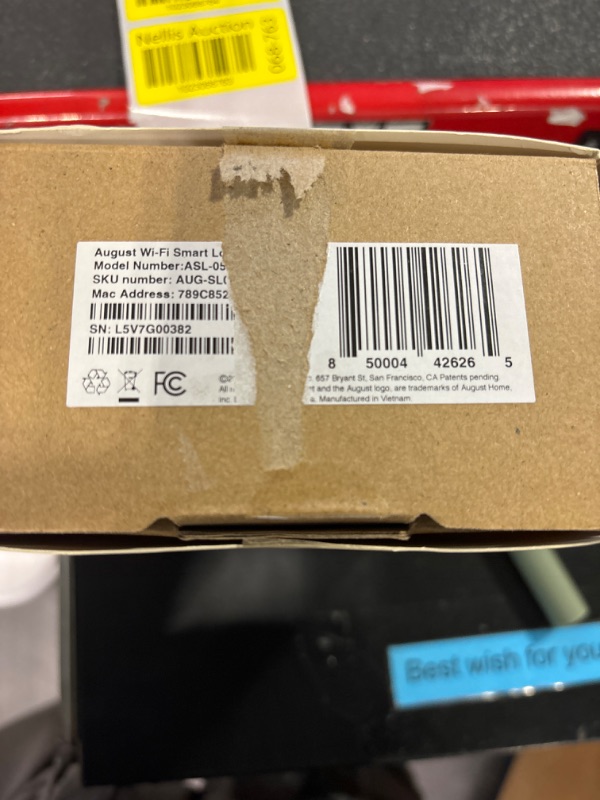 Nellis Auction
068-763
August Wi-Fi Smart
Model Number:ASL-05
SKU number: AUG-SL
Mac Address: 789C852
SN: L5V7G00382
FC
8 50004 42626 5
657 Bryant St, San Francisco, CA Patents pending.
and the August logo, are trademarks of August Home,
Inc.
Manufactured in Vietnam.
Best wish for you